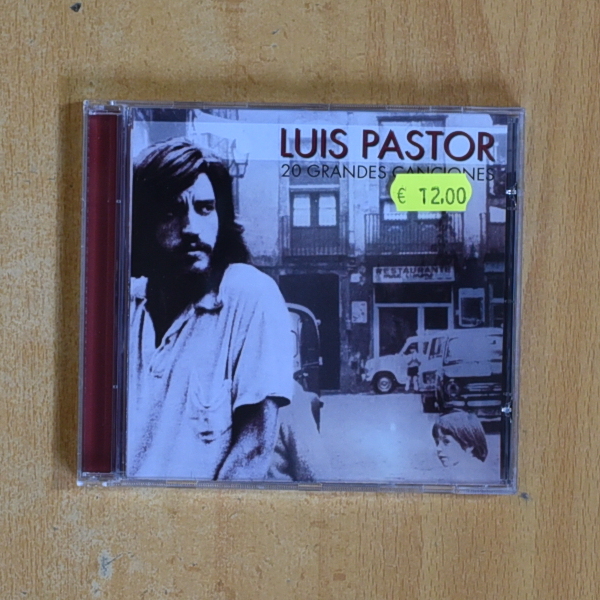 LUIS PASTOR
20 GRANDES CANCIONES
€ 12,00
RESTAURANTE